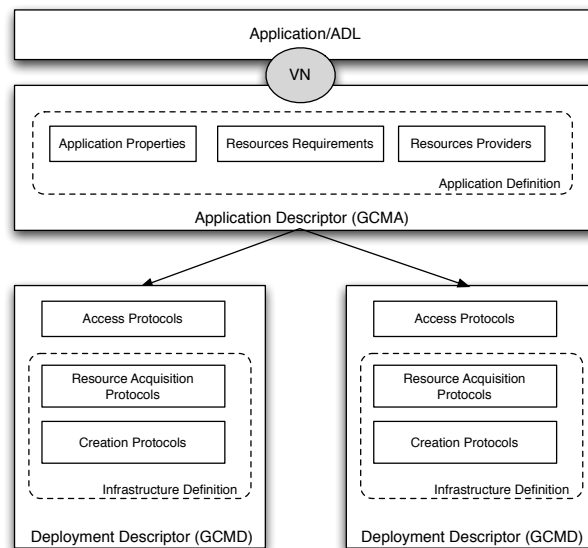 Application/ADL
VN
Application Properties
Resources Requirements
Resources Providers
Application Definition
Application Descriptor (GCMA)
Access Protocols
Resource Acquisition
Protocols
Creation Protocols
Infrastructure Definition
Deployment Descriptor (GCMD)
Access Protocols
Resource Acquisition
Protocols
Creation Protocols
Infrastructure Definition
Deployment Descriptor (GCMD)